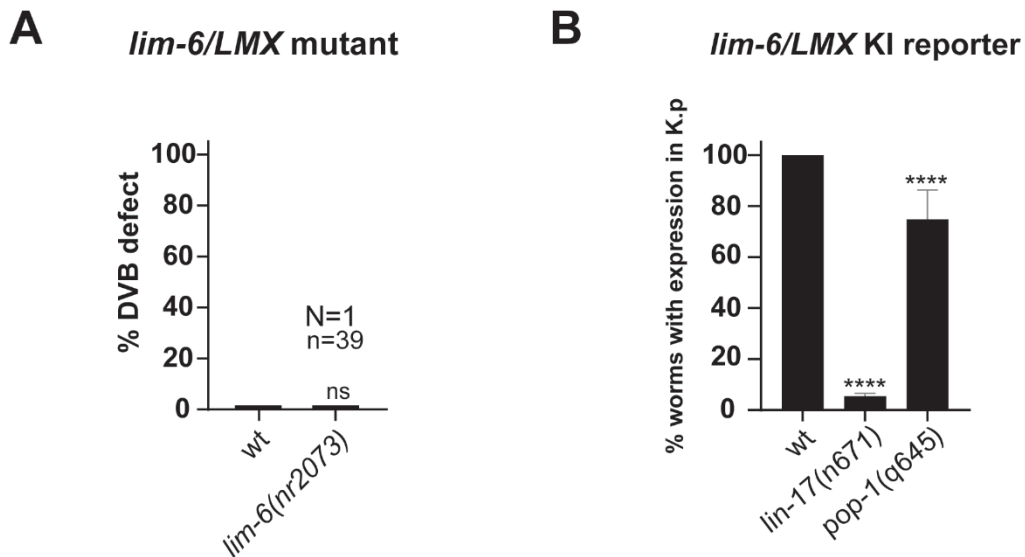 A
lim-6/LMX mutant
% DVB defect
100
80
60
40
20
0
N=1
n=39
ns
wt
lim-6(nr2073)
B
lim-6/LMX KI reporter
% worms with expression in K.p
100
80
60
40
20
0
****
****
wt
lin-17(n671)
pop-1(q645)